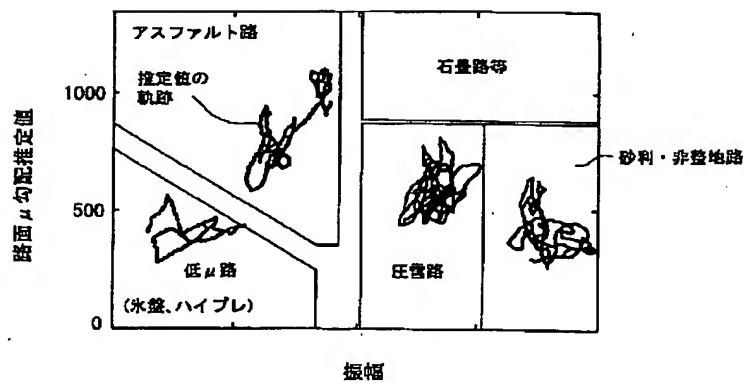 アスファルト路
推定値の
軌跡
石畳路等
砂利・非整地路
1000
500
0
路面μ勾配推定値
低μ路
(氷盤、ハイプレ)
圧雪路
振幅